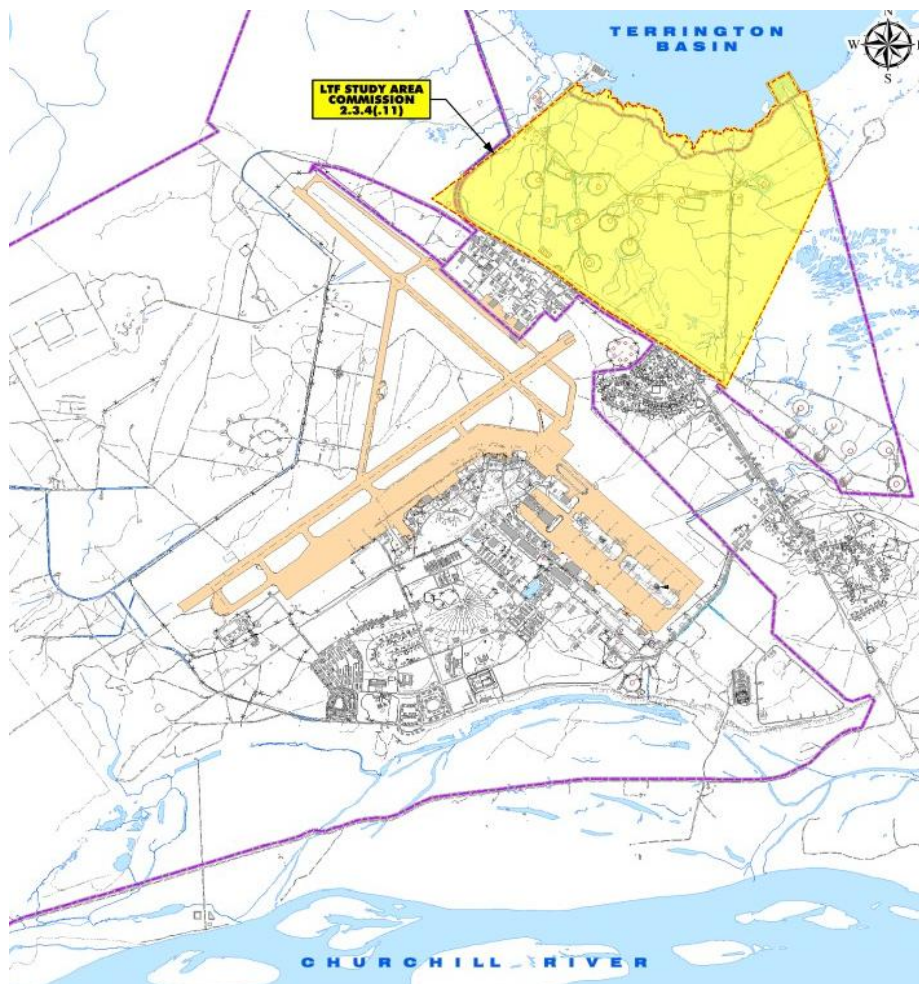 TERRINGTON
BASIN
N
W
S
LTF STUDY AREA
COMMISSION
2.3.4(.11)
CHURCHILL RIVER